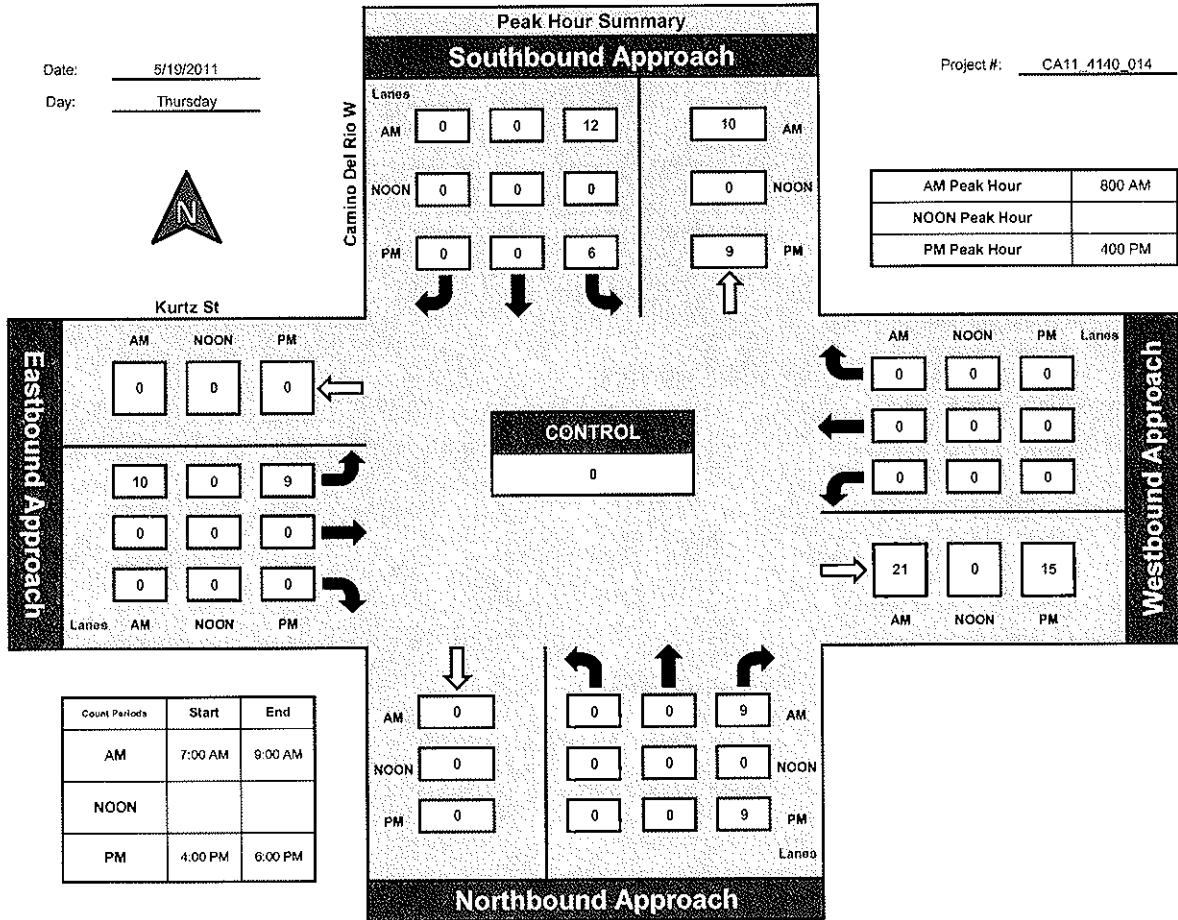 Peak Hour Summary
Southbound Approach
Date: 5/19/2011
Day: Thursday
Project #: CA11_4140_014
N
Camino Del Rio W
Lanes
AM 0 0 12 10 AM
NOON 0 0 0 0 NOON
PM 0 0 6 9 PM
AM Peak Hour 800 AM
NOON Peak Hour
PM Peak Hour 400 PM
Kurtz St
Eastbound Approach
AM NOON PM
0 0 0
10 0 9
0 0 0
0 0 0
Lanes AM NOON PM
CONTROL
0
Westbound Approach
AM NOON PM Lanes
0 0 0
0 0 0
0 0 0
21 0 15
AM NOON PM
Count Periods Start End
AM 7:00 AM 9:00 AM
NOON
PM 4:00 PM 6:00 PM
AM 0 0 0 9 AM
NOON 0 0 0 0 NOON
PM 0 0 0 9 PM
Lanes
Northbound Approach